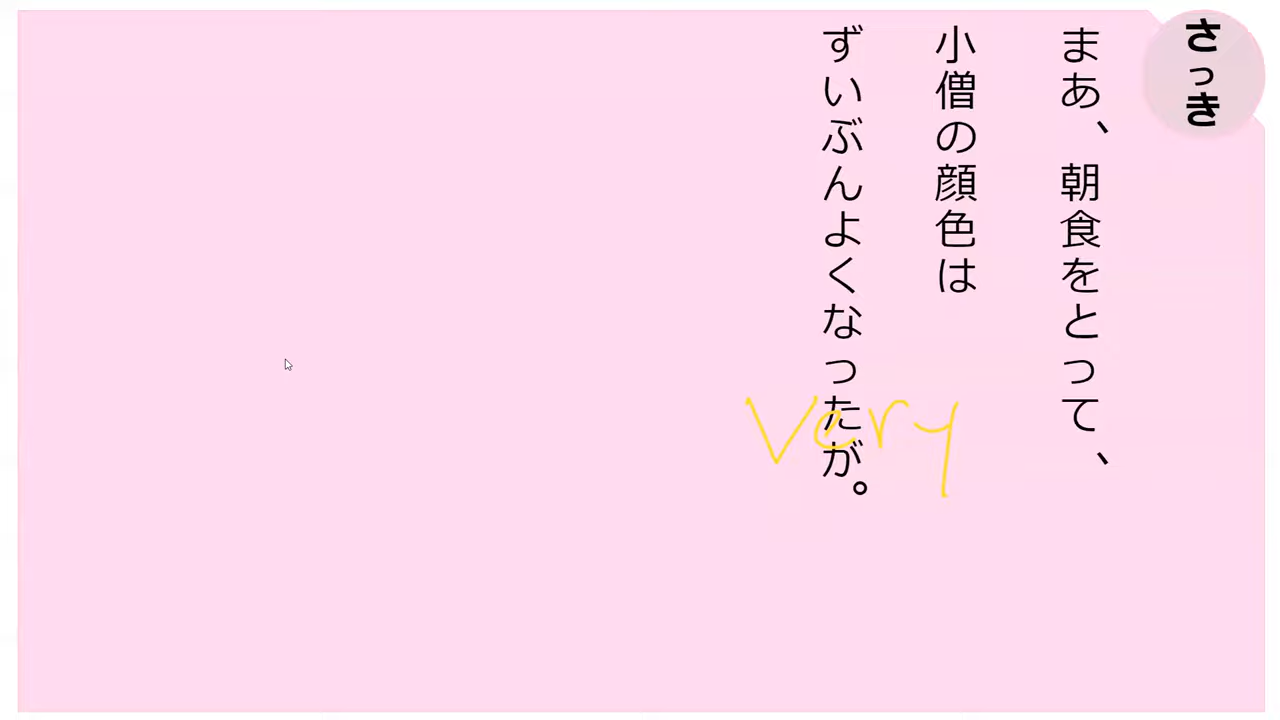 さっき
まあ、朝食をとって、
小僧の顔色は
ずいぶんよくなったが。
Very